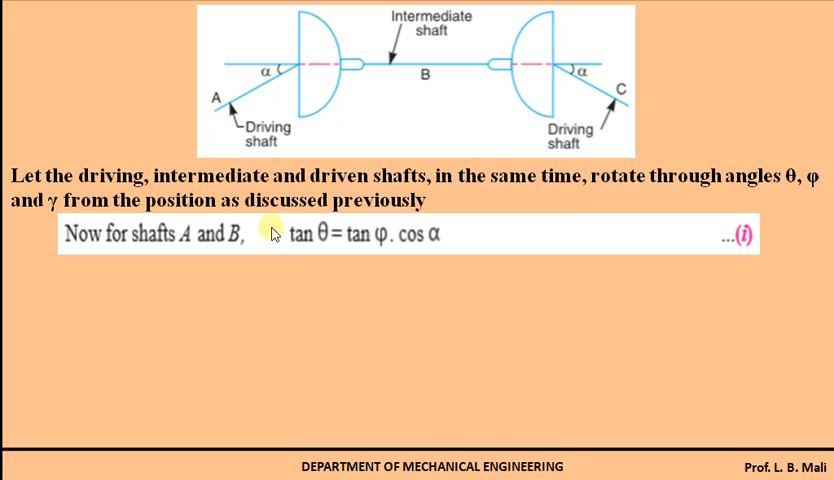 Intermediate
shaft
α
B
α
A
C
Driving
shaft
Driving
shaft
Let the driving, intermediate and driven shafts, in the same time, rotate through angles θ, φ
and γ from the position as discussed previously
Now for shafts A and B, tan θ = tan φ . cos α ...(i)
DEPARTMENT OF MECHANICAL ENGINEERING
Prof. L. B. Mali